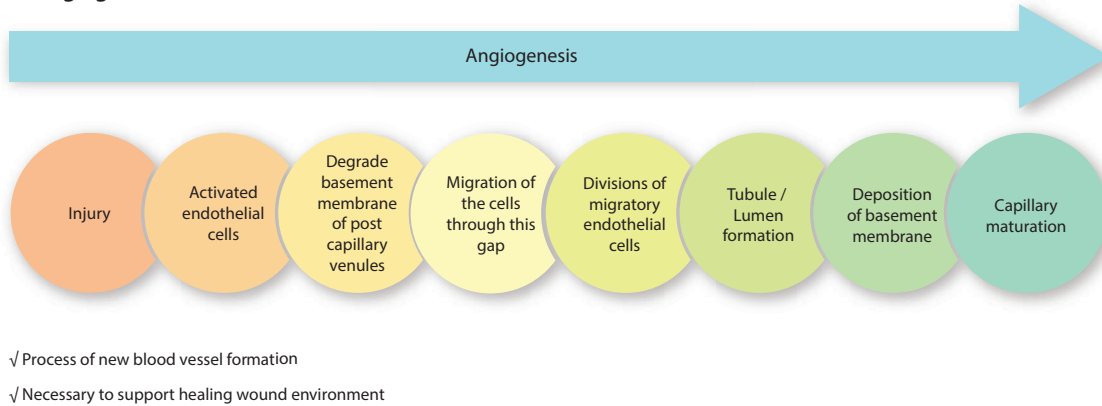 Angiogenesis
Injury
Activated
endothelial
cells
Degrade
basement
membrane
of post
capillary
venules
Migration of
the cells
through this
gap
Divisions of
migratory
endothelial
cells
Tubule /
Lumen
formation
Deposition
of basement
membrane
Capillary
maturation
√ Process of new blood vessel formation
√ Necessary to support healing wound environment